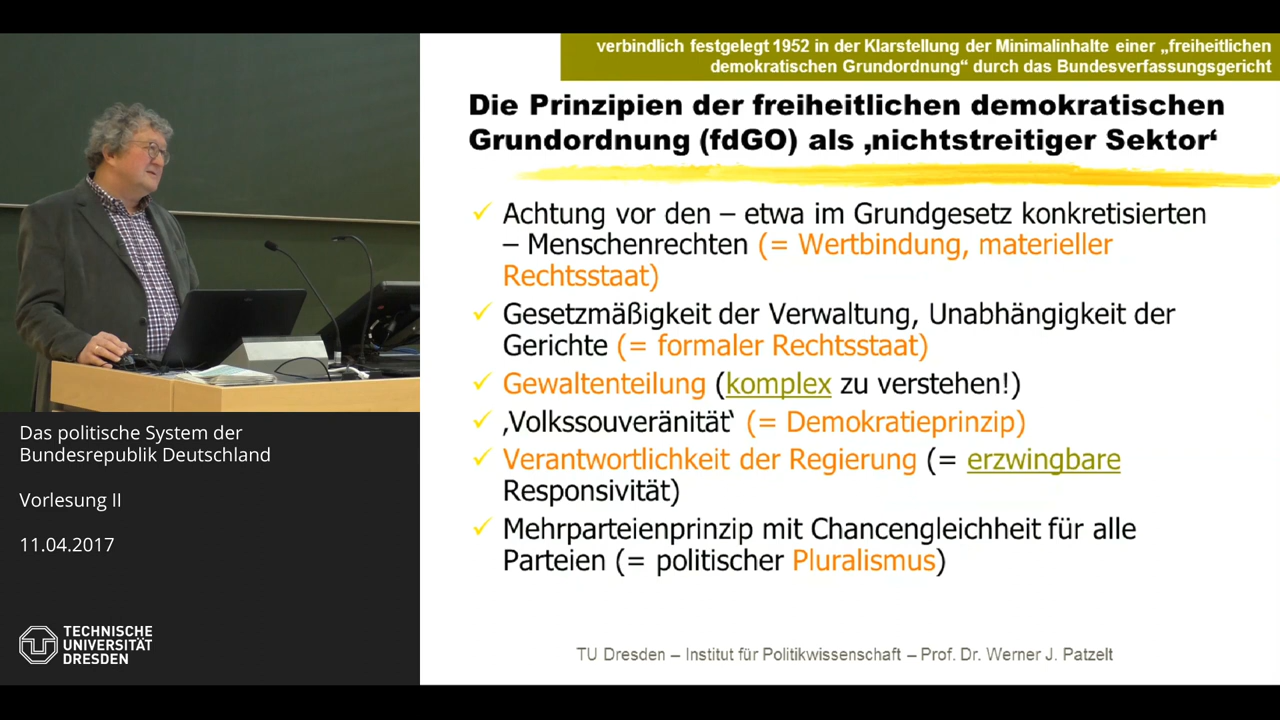 verbindlich festgelegt 1952 in der Klarstellung der Minimalinhalte einer „freiheitlichen
demokratischen Grundordnung“ durch das Bundesverfassungsgericht
Die Prinzipien der freiheitlichen demokratischen
Grundordnung (fdGO) als ‚nichtstreitiger Sektor‘
Achtung vor den – etwa im Grundgesetz konkretisierten
– Menschenrechten (= Wertbindung, materieller
Rechtsstaat)
Gesetzmäßigkeit der Verwaltung, Unabhängigkeit der
Gerichte (= formaler Rechtsstaat)
Gewaltenteilung (komplex zu verstehen!)
‚Volkssouveränität‘ (= Demokratieprinzip)
Verantwortlichkeit der Regierung (= erzwingbare
Responsivität)
Mehrparteienprinzip mit Chancengleichheit für alle
Parteien (= politischer Pluralismus)
TU Dresden – Institut für Politikwissenschaft – Prof. Dr. Werner J. Patzelt
Das politische System der
Bundesrepublik Deutschland
Vorlesung II
11.04.2017
TECHNISCHE
UNIVERSITÄT
DRESDEN